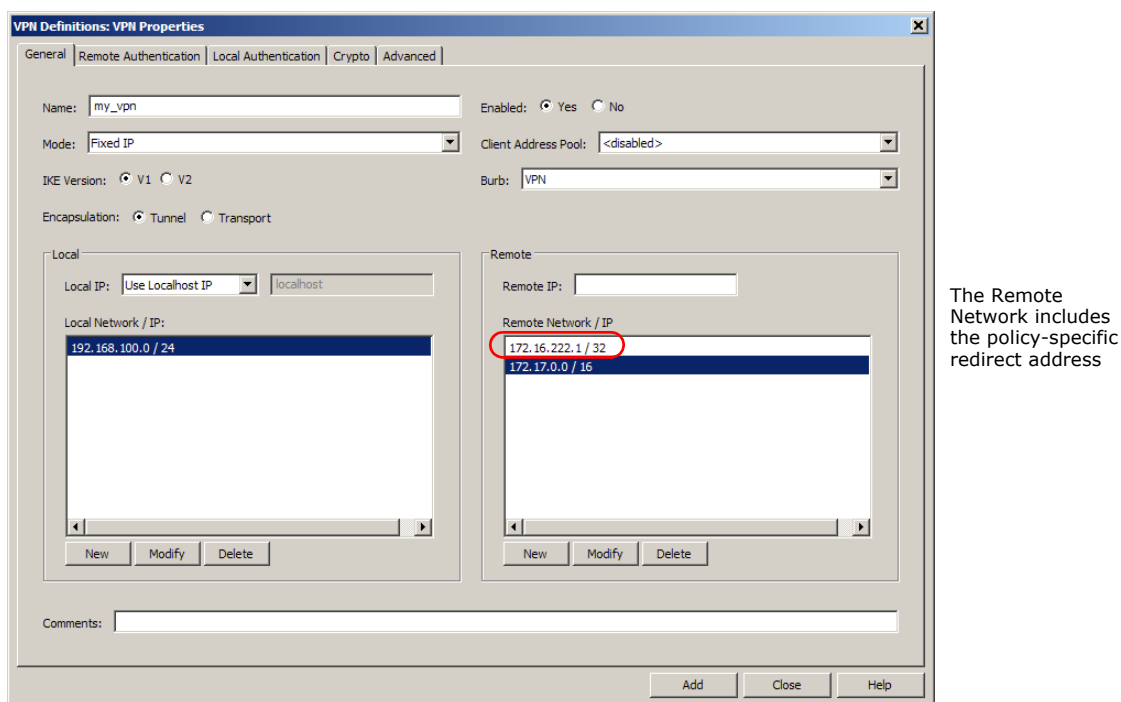 VPN Definitions: VPN Properties
General Remote Authentication Local Authentication Crypto Advanced
Name: my_vpn
Enabled: Yes No
Mode: Fixed IP
Client Address Pool: <disabled>
IKE Version: V1 V2
Burb: VPN
Encapsulation: Tunnel Transport
Local
Local IP: Use Localhost IP localhost
Local Network / IP:
192.168.100.0 / 24
New Modify Delete
Remote
Remote IP:
Remote Network / IP
172.16.222.1 / 32
172.17.0.0 / 16
New Modify Delete
The Remote
Network includes
the policy-specific
redirect address
Comments:
Add Close Help